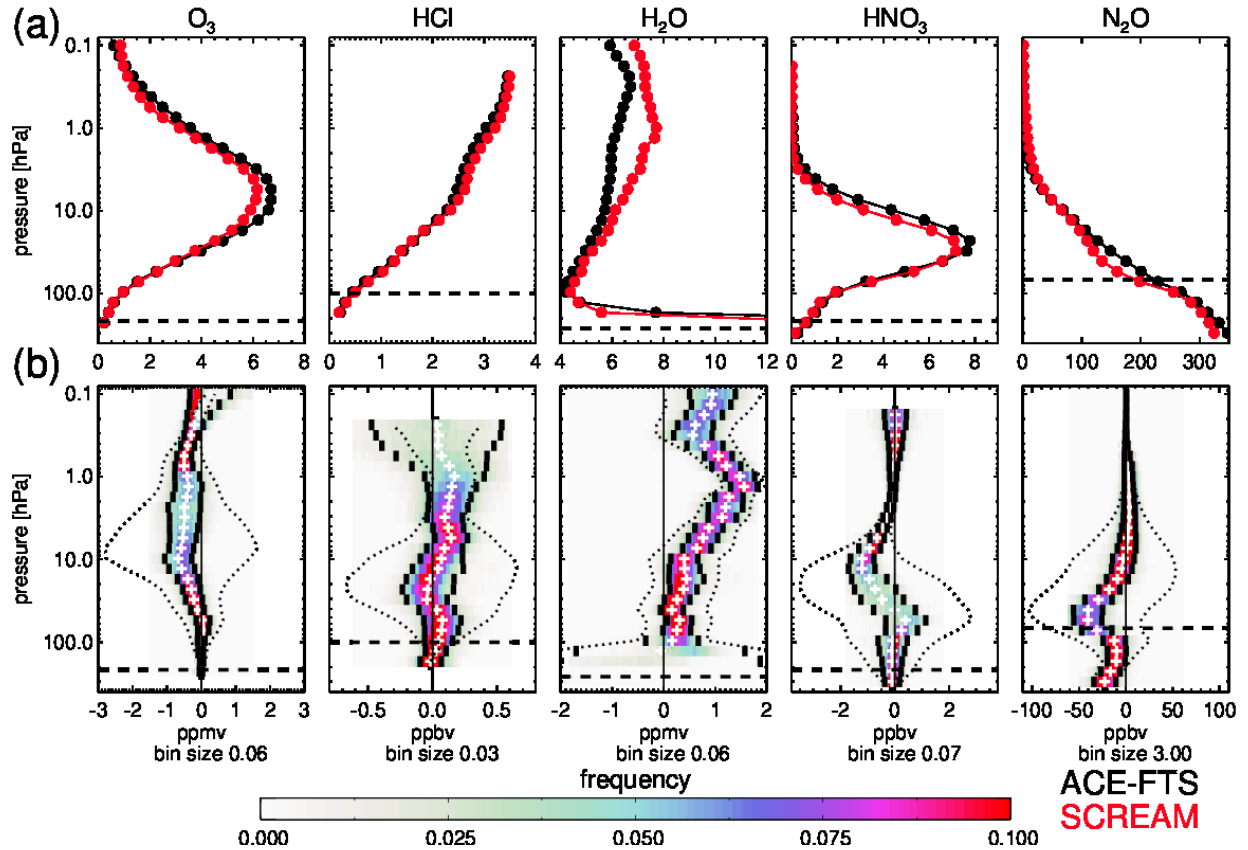 (a)
O₃ HCl H₂O HNO₃ N₂O
pressure [hPa]
0.1
1.0
10.0
100.0
0 2 4 6 8 0 1 2 3 4 4 6 8 10 12 0 2 4 6 8 0 100 200 300
(b)
pressure [hPa]
0.1
1.0
10.0
100.0
-3 -2 -1 0 1 2 3 -0.5 0.0 0.5 -2 -1 0 1 2 -2 0 2 -100 -50 0 50 100
ppmv ppbv ppmv ppbv ppbv
bin size 0.06 bin size 0.03 bin size 0.06 bin size 0.07 bin size 3.00
frequency
0.000 0.025 0.050 0.075 0.100
ACE-FTS
SCREAM